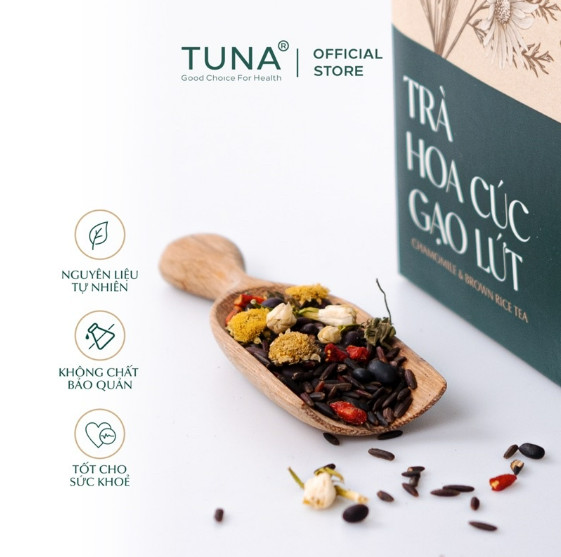 TUNA®
Good Choice For Health
OFFICIAL
STORE
TRÀ
HOA CÚC
GẠO LỨT
CHAMOMILE & BROWN RICE TEA
NGUYÊN LIỆU
TỰ NHIÊN
KHÔNG CHẤT
BẢO QUẢN
TỐT CHO
SỨC KHOẺ